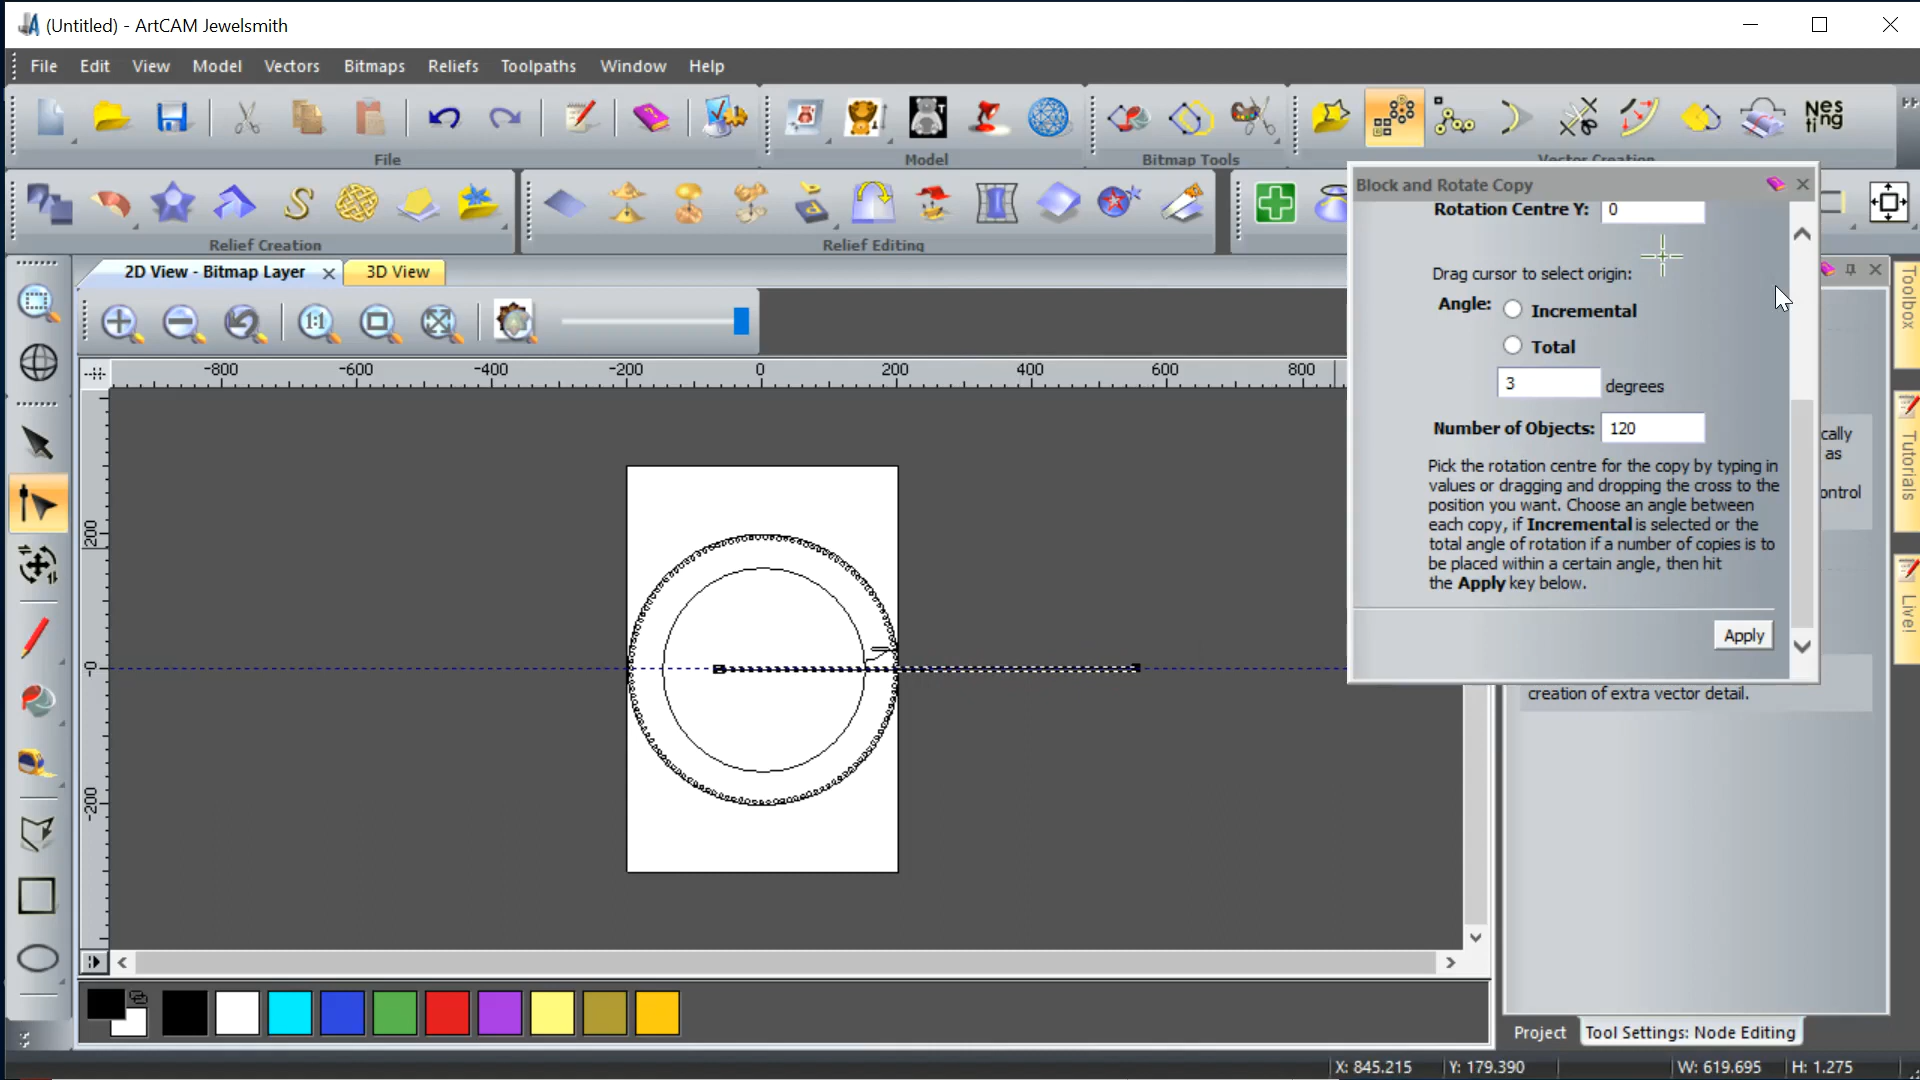 (Untitled) - ArtCAM Jewelsmith
File Edit View Model Vectors Bitmaps Reliefs Toolpaths Window Help
Nes
ting
File Model Bitmap Tools Vector Creation
Relief Creation Relief Editing
Block and Rotate Copy
Rotation Centre Y: 0
Drag cursor to select origin:
Angle: Incremental
Total
3 degrees
Number of Objects: 120
Pick the rotation centre for the copy by typing in
values or dragging and dropping the cross to the
position you want. Choose an angle between
each copy, if Incremental is selected or the
total angle of rotation if a number of copies is to
be placed within a certain angle, then hit
the Apply key below.
Apply
2D View - Bitmap Layer 3D View
1:1
-800 -600 -400 -200 0 200 400 600 800
200
0
-200
cally
as
ontrol
creation of extra vector detail.
Toolbox
Tutorials
Live!
Project Tool Settings: Node Editing
X: 845.215 Y: 179.390 W: 619.695 H: 1.275